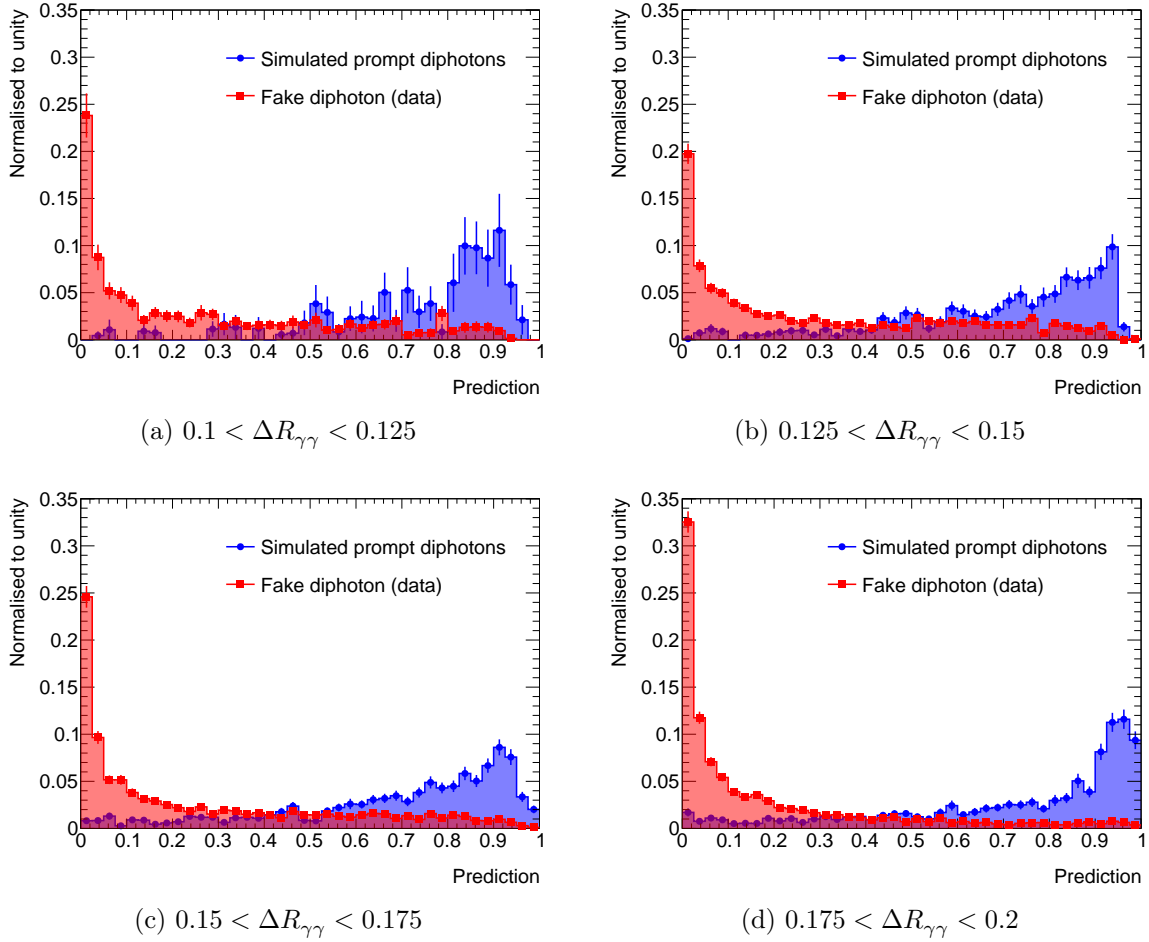 Normalised to unity
0.35
0.3
0.25
0.2
0.15
0.1
0.05
0
Simulated prompt diphotons
Fake diphoton (data)
0 0.1 0.2 0.3 0.4 0.5 0.6 0.7 0.8 0.9 1
Prediction
(a) 0.1 < ΔRγγ < 0.125
Normalised to unity
0.35
0.3
0.25
0.2
0.15
0.1
0.05
0
Simulated prompt diphotons
Fake diphoton (data)
0 0.1 0.2 0.3 0.4 0.5 0.6 0.7 0.8 0.9 1
Prediction
(b) 0.125 < ΔRγγ < 0.15
Normalised to unity
0.35
0.3
0.25
0.2
0.15
0.1
0.05
0
Simulated prompt diphotons
Fake diphoton (data)
0 0.1 0.2 0.3 0.4 0.5 0.6 0.7 0.8 0.9 1
Prediction
(c) 0.15 < ΔRγγ < 0.175
Normalised to unity
0.35
0.3
0.25
0.2
0.15
0.1
0.05
0
Simulated prompt diphotons
Fake diphoton (data)
0 0.1 0.2 0.3 0.4 0.5 0.6 0.7 0.8 0.9 1
Prediction
(d) 0.175 < ΔRγγ < 0.2